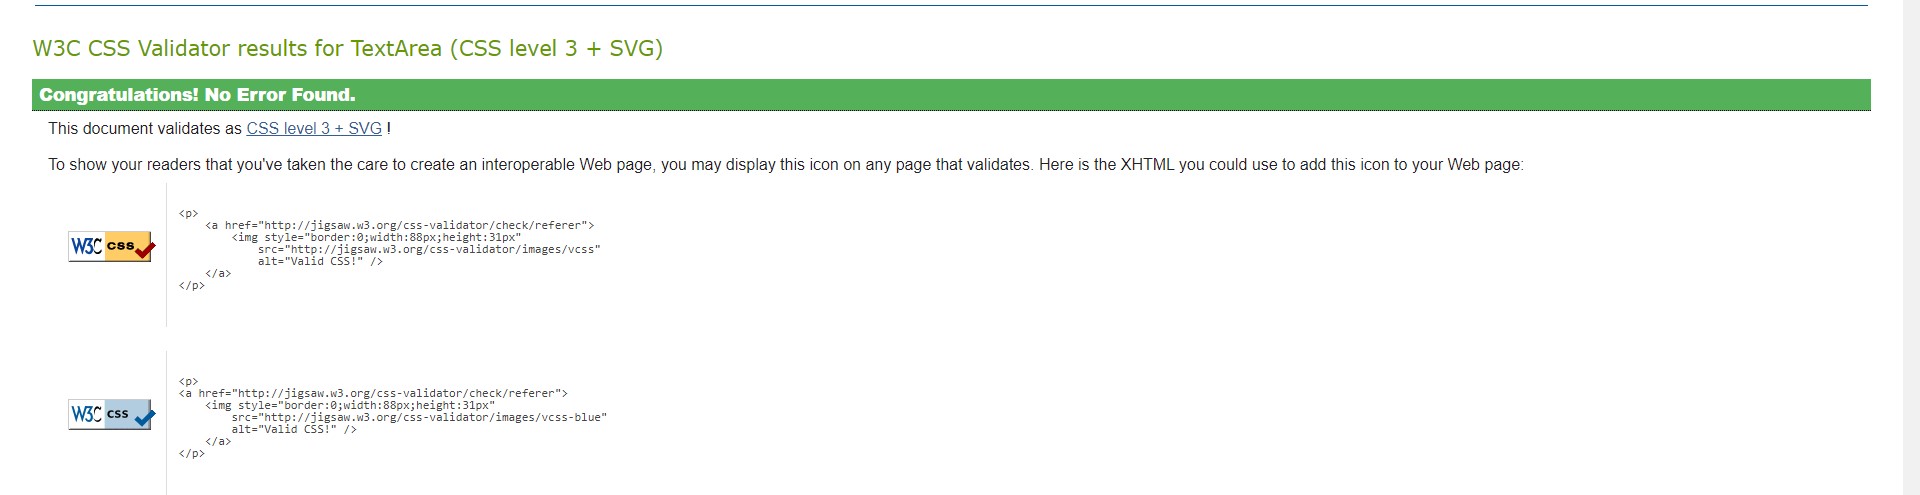 W3C CSS Validator results for TextArea (CSS level 3 + SVG)
Congratulations! No Error Found.
This document validates as CSS level 3 + SVG !
To show your readers that you've taken the care to create an interoperable Web page, you may display this icon on any page that validates. Here is the XHTML you could use to add this icon to your Web page:
W3C css
<p>
    <a href="http://jigsaw.w3.org/css-validator/check/referer">
        <img style="border:0;width:88px;height:31px"
            src="http://jigsaw.w3.org/css-validator/images/vcss"
            alt="Valid CSS!" />
    </a>
</p>
W3C css
<p>
<a href="http://jigsaw.w3.org/css-validator/check/referer">
    <img style="border:0;width:88px;height:31px"
        src="http://jigsaw.w3.org/css-validator/images/vcss-blue"
        alt="Valid CSS!" />
    </a>
</p>